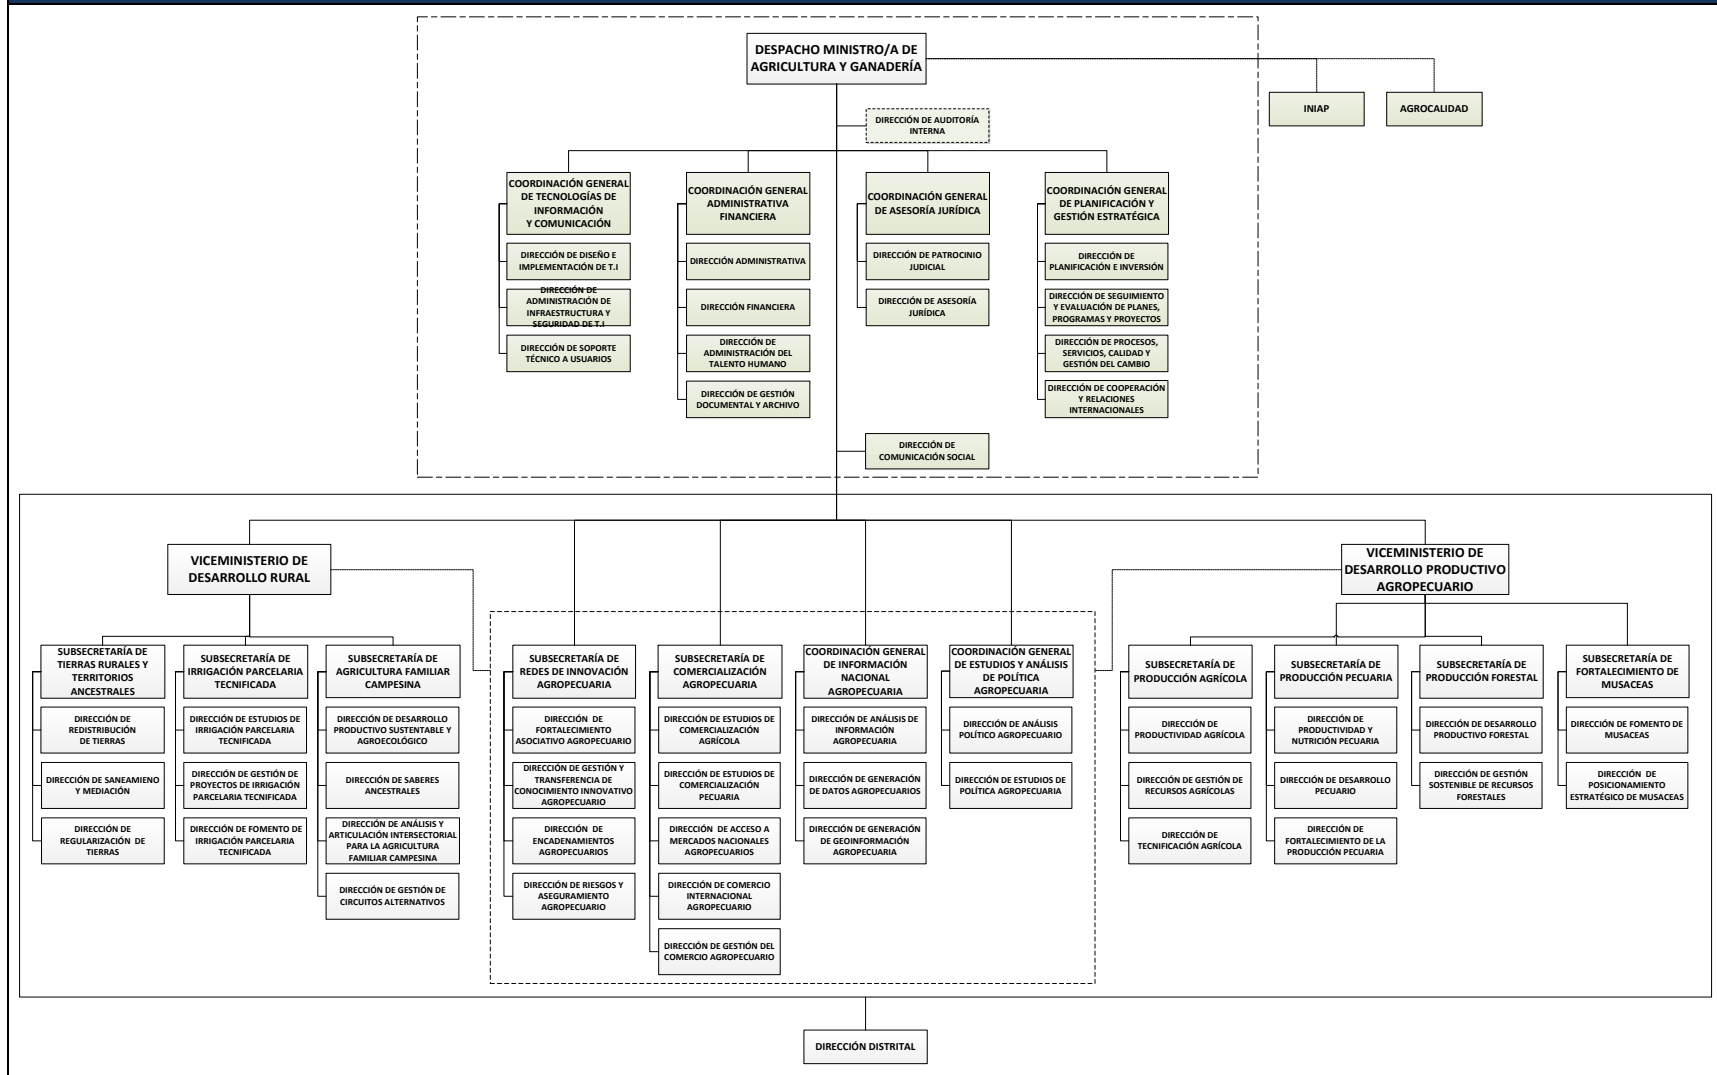 DESPACHO MINISTRO/A DE
AGRICULTURA Y GANADERÍA
INIAP
AGROCALIDAD
DIRECCIÓN DE AUDITORÍA
INTERNA
COORDINACIÓN GENERAL
DE TECNOLOGÍAS DE
INFORMACIÓN
Y COMUNICACIÓN
DIRECCIÓN DE DISEÑO E
IMPLEMENTACIÓN DE T.I
DIRECCIÓN DE
ADMINISTRACIÓN DE
INFRAESTRUCTURA Y
SEGURIDAD DE T.I
DIRECCIÓN DE SOPORTE
TÉCNICO A USUARIOS
COORDINACIÓN GENERAL
ADMINISTRATIVA
FINANCIERA
DIRECCIÓN ADMINISTRATIVA
DIRECCIÓN FINANCIERA
DIRECCIÓN DE
ADMINISTRACIÓN DEL
TALENTO HUMANO
DIRECCIÓN DE GESTIÓN
DOCUMENTAL Y ARCHIVO
COORDINACIÓN GENERAL
DE ASESORÍA JURÍDICA
DIRECCIÓN DE PATROCINIO
JUDICIAL
DIRECCIÓN DE ASESORÍA
JURÍDICA
COORDINACIÓN GENERAL
DE PLANIFICACIÓN Y
GESTIÓN ESTRATÉGICA
DIRECCIÓN DE
PLANIFICACIÓN E INVERSIÓN
DIRECCIÓN DE SEGUIMIENTO
Y EVALUACIÓN DE PLANES,
PROGRAMAS Y PROYECTOS
DIRECCIÓN DE PROCESOS,
SERVICIOS, CALIDAD Y
GESTIÓN DEL CAMBIO
DIRECCIÓN DE COOPERACIÓN
Y RELACIONES
INTERNACIONALES
DIRECCIÓN DE
COMUNICACIÓN SOCIAL
VICEMINISTERIO DE
DESARROLLO RURAL
VICEMINISTERIO DE
DESARROLLO PRODUCTIVO
AGROPECUARIO
SUBSECRETARÍA DE
TIERRAS RURALES Y
TERRITORIOS
ANCESTRALES
DIRECCIÓN DE
REDISTRIBUCIÓN
DE TIERRAS
DIRECCIÓN DE SANEAMIENO
Y MEDIACIÓN
DIRECCIÓN DE
REGULARIZACIÓN DE
TIERRAS
SUBSECRETARÍA DE
IRRIGACIÓN PARCELARIA
TECNIFICADA
DIRECCIÓN DE ESTUDIOS DE
IRRIGACIÓN PARCELARIA
TECNIFICADA
DIRECCIÓN DE GESTIÓN DE
PROYECTOS DE IRRIGACIÓN
PARCELARIA TECNIFICADA
DIRECCIÓN DE FOMENTO DE
IRRIGACIÓN PARCELARIA
TECNIFICADA
SUBSECRETARÍA DE
AGRICULTURA FAMILIAR
CAMPESINA
DIRECCIÓN DE DESARROLLO
PRODUCTIVO SUSTENTABLE Y
AGROECOLÓGICO
DIRECCIÓN DE SABERES
ANCESTRALES
DIRECCIÓN DE ANÁLISIS Y
ARTICULACIÓN INTERSECTORIAL
PARA LA AGRICULTURA
FAMILIAR CAMPESINA
DIRECCIÓN DE GESTIÓN DE
CIRCUITOS ALTERNATIVOS
SUBSECRETARÍA DE
REDES DE INNOVACIÓN
AGROPECUARIA
DIRECCIÓN DE
FORTALECIMIENTO
ASOCIATIVO AGROPECUARIO
DIRECCIÓN DE GESTIÓN Y
TRANSFERENCIA DE
CONOCIMIENTO INNOVATIVO
AGROPECUARIO
DIRECCIÓN DE
ENCADENAMIENTOS
AGROPECUARIOS
DIRECCIÓN DE RIESGOS Y
ASEGURAMIENTO
AGROPECUARIO
SUBSECRETARÍA DE
COMERCIALIZACIÓN
AGROPECUARIA
DIRECCIÓN DE ESTUDIOS DE
COMERCIALIZACIÓN
AGRÍCOLA
DIRECCIÓN DE ESTUDIOS DE
COMERCIALIZACIÓN
PECUARIA
DIRECCIÓN DE ACCESO A
MERCADOS NACIONALES
AGROPECUARIOS
DIRECCIÓN DE COMERCIO
INTERNACIONAL
AGROPECUARIO
DIRECCIÓN DE GESTIÓN DEL
COMERCIO AGROPECUARIO
COORDINACIÓN GENERAL
DE INFORMACIÓN
NACIONAL
AGROPECUARIA
DIRECCIÓN DE ANÁLISIS DE
INFORMACIÓN
AGROPECUARIA
DIRECCIÓN DE GENERACIÓN
DE DATOS AGROPECUARIOS
DIRECCIÓN DE GENERACIÓN
DE GEOINFORMACIÓN
AGROPECUARIA
COORDINACIÓN GENERAL
DE ESTUDIOS Y ANÁLISIS
DE POLÍTICA
AGROPECUARIA
DIRECCIÓN DE ANÁLISIS
POLÍTICO AGROPECUARIO
DIRECCIÓN DE ESTUDIOS DE
POLÍTICA AGROPECUARIA
SUBSECRETARÍA DE
PRODUCCIÓN AGRÍCOLA
DIRECCIÓN DE
PRODUCTIVIDAD AGRÍCOLA
DIRECCIÓN DE GESTIÓN DE
RECURSOS AGRÍCOLAS
DIRECCIÓN DE
TECNIFICACIÓN AGRÍCOLA
SUBSECRETARÍA DE
PRODUCCIÓN PECUARIA
DIRECCIÓN DE
PRODUCTIVIDAD Y
NUTRICIÓN PECUARIA
DIRECCIÓN DE DESARROLLO
PECUARIO
DIRECCIÓN DE
FORTALECIMIENTO DE LA
PRODUCCIÓN PECUARIA
SUBSECRETARÍA DE
PRODUCCIÓN FORESTAL
DIRECCIÓN DE DESARROLLO
PRODUCTIVO FORESTAL
DIRECCIÓN DE GESTIÓN
SOSTENIBLE DE RECURSOS
FORESTALES
SUBSECRETARÍA DE
FORTALECIMIENTO DE
MUSACEAS
DIRECCIÓN DE FOMENTO DE
MUSACEAS
DIRECCIÓN DE
POSICIONAMIENTO
ESTRATÉGICO DE MUSACEAS
DIRECCIÓN DISTRITAL